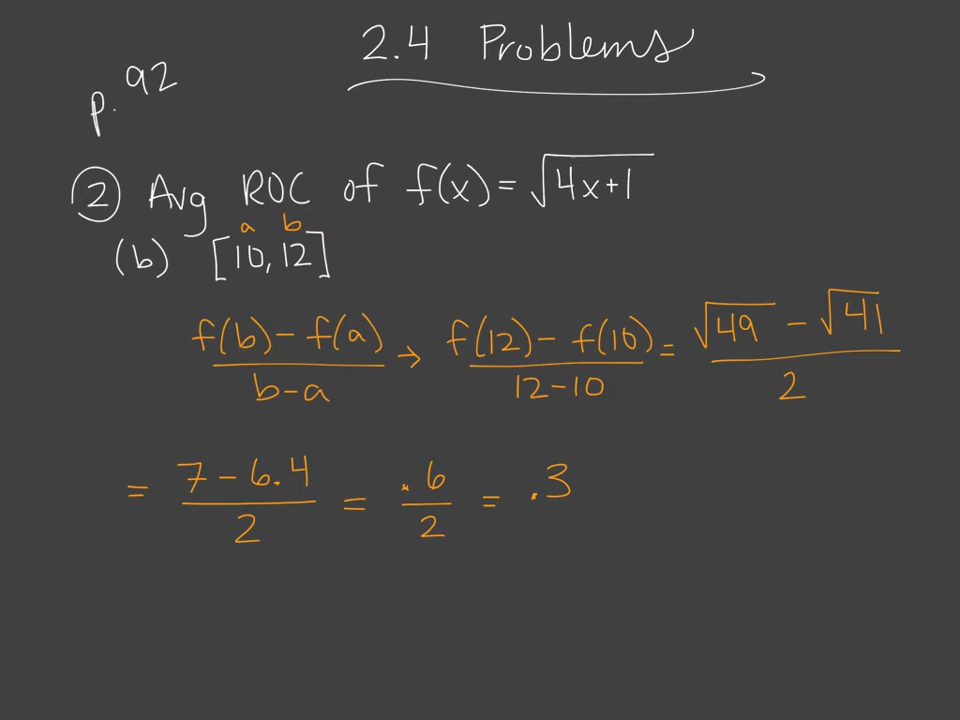 2.4 Problems
p. 92
② Avg ROC of f(x) = √(4x+1)
a b
(b) [10, 12]
(f(b) − f(a))/(b − a) → (f(12) − f(10))/(12 − 10) = (√49 − √41)/2
= (7 − 6.4)/2 = .6/2 = .3